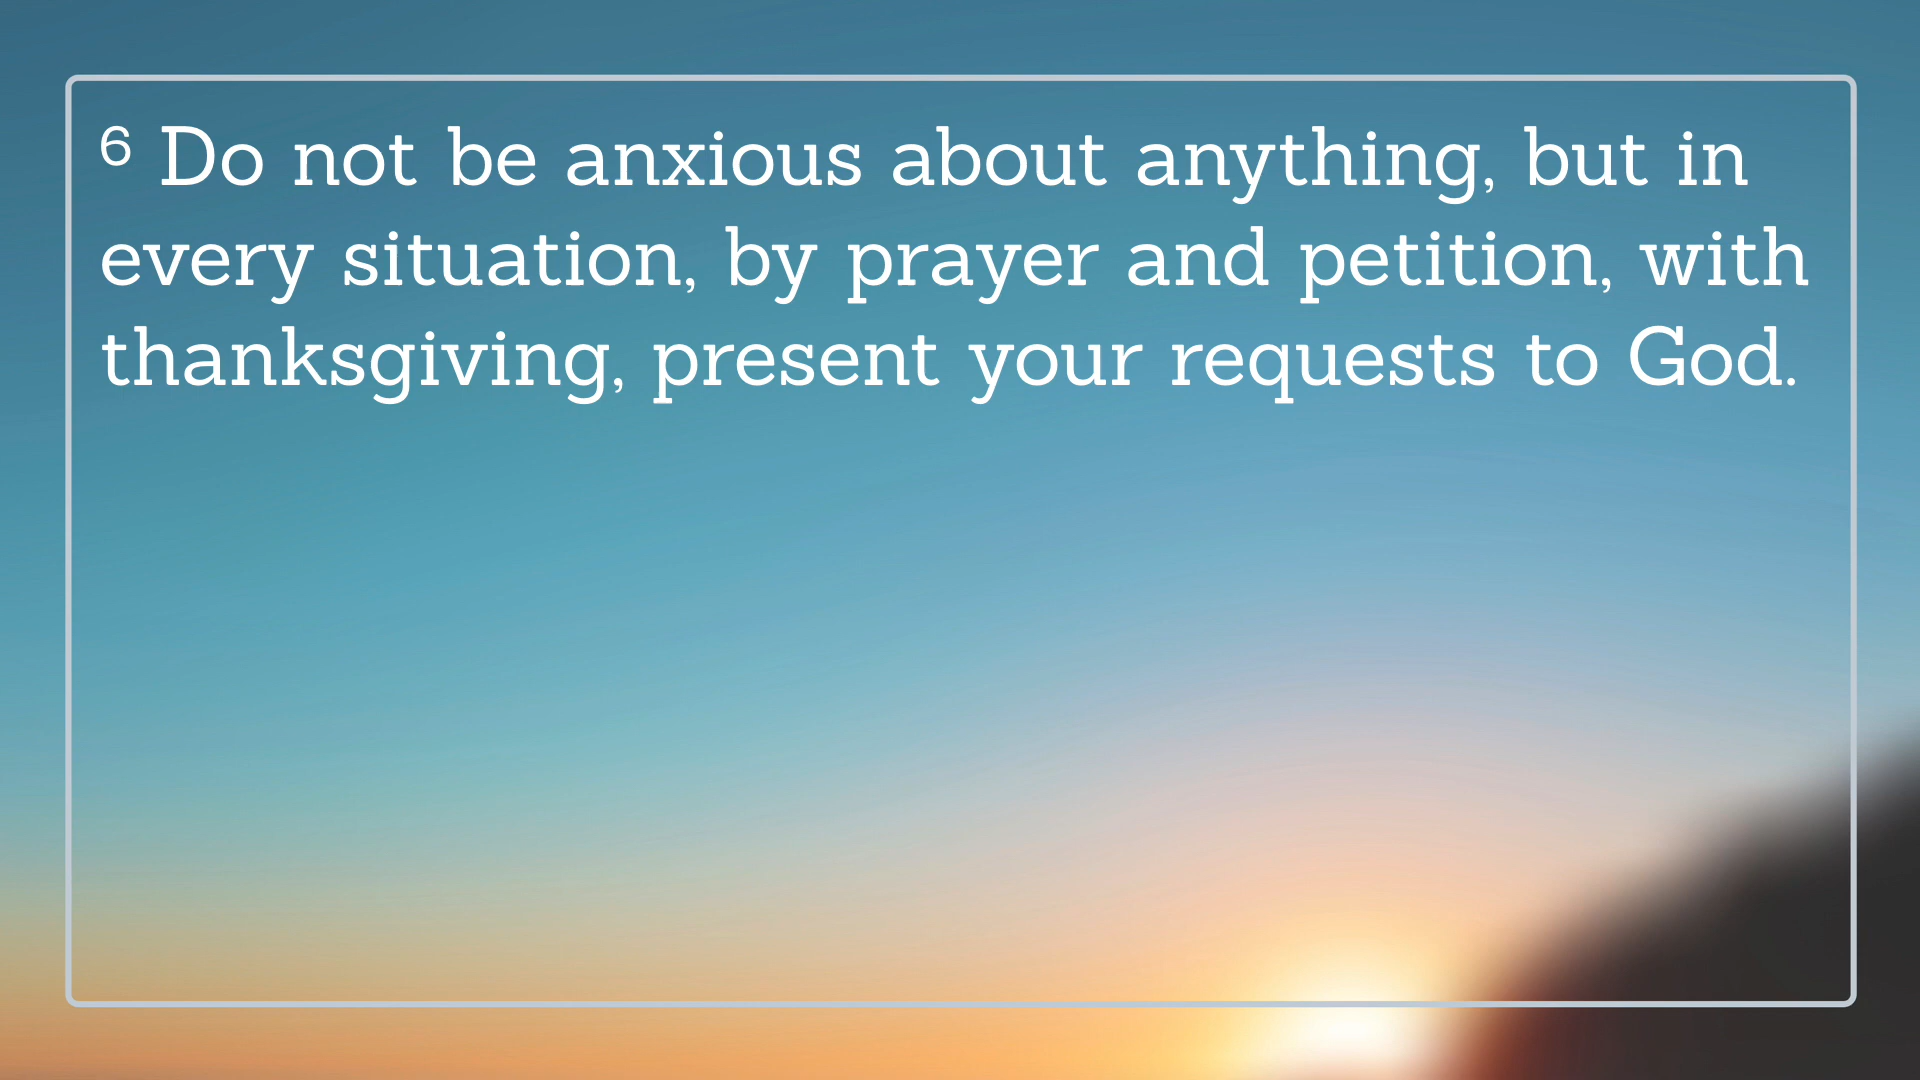 ⁶ Do not be anxious about anything, but in
every situation, by prayer and petition, with
thanksgiving, present your requests to God.